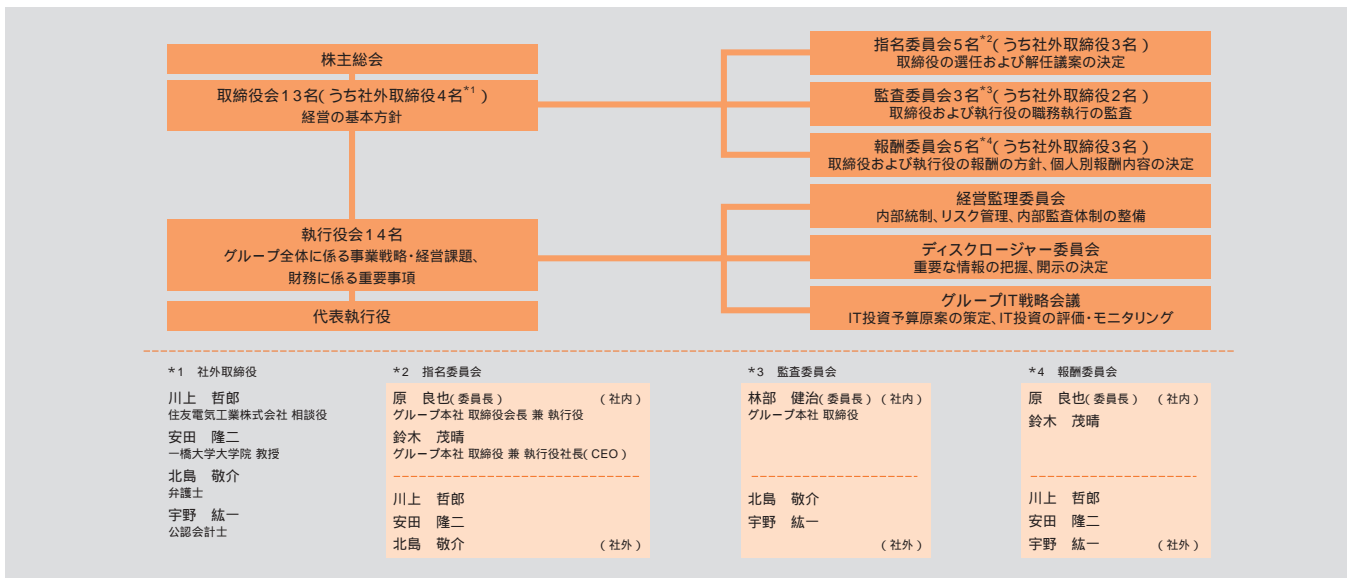 株主総会
取締役会13名(うち社外取締役4名*1)
経営の基本方針
執行役会14名
グループ全体に係る事業戦略・経営課題、
財務に係る重要事項
代表執行役
指名委員会5名*2(うち社外取締役3名)
取締役の選任および解任議案の決定
監査委員会3名*3(うち社外取締役2名)
取締役および執行役の職務執行の監査
報酬委員会5名*4(うち社外取締役3名)
取締役および執行役の報酬の方針、個人別報酬内容の決定
経営監理委員会
内部統制、リスク管理、内部監査体制の整備
ディスクロージャー委員会
重要な情報の把握、開示の決定
グループIT戦略会議
IT投資予算原案の策定、IT投資の評価・モニタリング
*1 社外取締役
川上 哲郎
住友電気工業株式会社 相談役
安田 隆二
一橋大学大学院 教授
北島 敬介
弁護士
宇野 紘一
公認会計士
*2 指名委員会
原 良也(委員長) (社内)
グループ本社 取締役会長 兼 執行役
鈴木 茂晴
グループ本社 取締役 兼 執行役社長(CEO)
川上 哲郎
安田 隆二
北島 敬介 (社外)
*3 監査委員会
林部 健治(委員長)(社内)
グループ本社 取締役
北島 敬介
宇野 紘一
(社外)
*4 報酬委員会
原 良也(委員長) (社内)
鈴木 茂晴
川上 哲郎
安田 隆二
宇野 紘一 (社外)